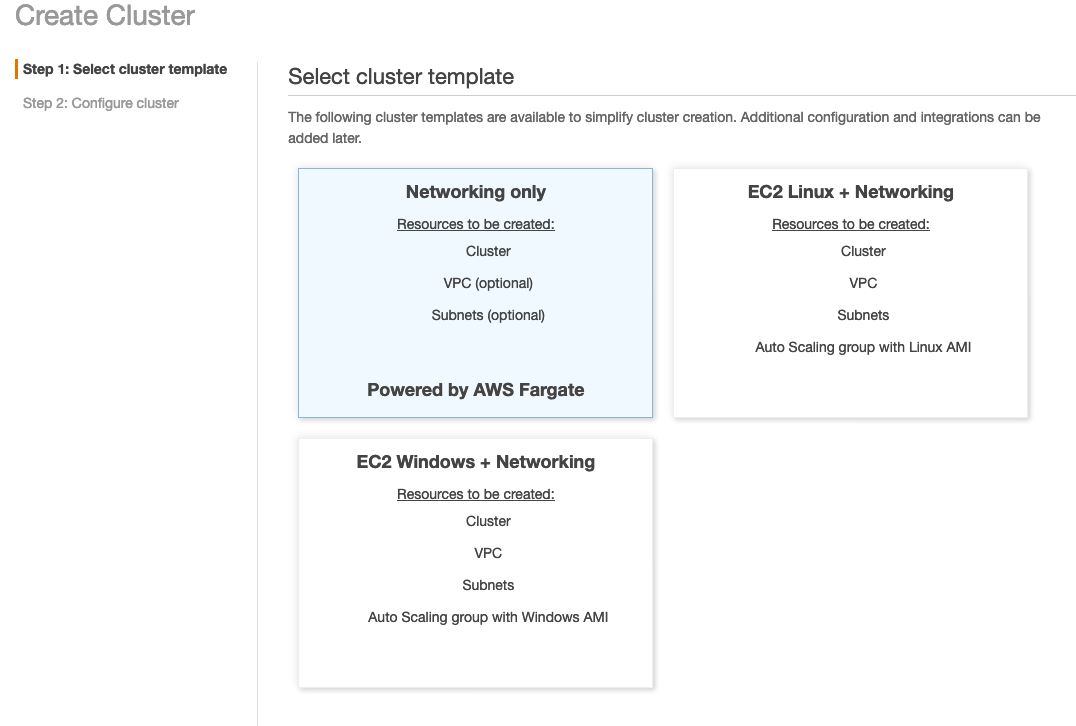 Create Cluster
Step 1: Select cluster template
Step 2: Configure cluster
Select cluster template
The following cluster templates are available to simplify cluster creation. Additional configuration and integrations can be
added later.
Networking only
Resources to be created:
Cluster
VPC (optional)
Subnets (optional)
Powered by AWS Fargate
EC2 Linux + Networking
Resources to be created:
Cluster
VPC
Subnets
Auto Scaling group with Linux AMI
EC2 Windows + Networking
Resources to be created:
Cluster
VPC
Subnets
Auto Scaling group with Windows AMI